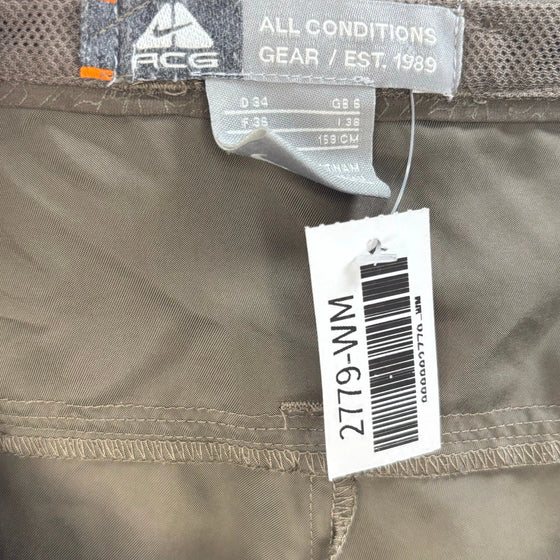 ACG
ALL CONDITIONS
GEAR / EST. 1989
D 34 GB 6
F 36 I 38
2779-WM